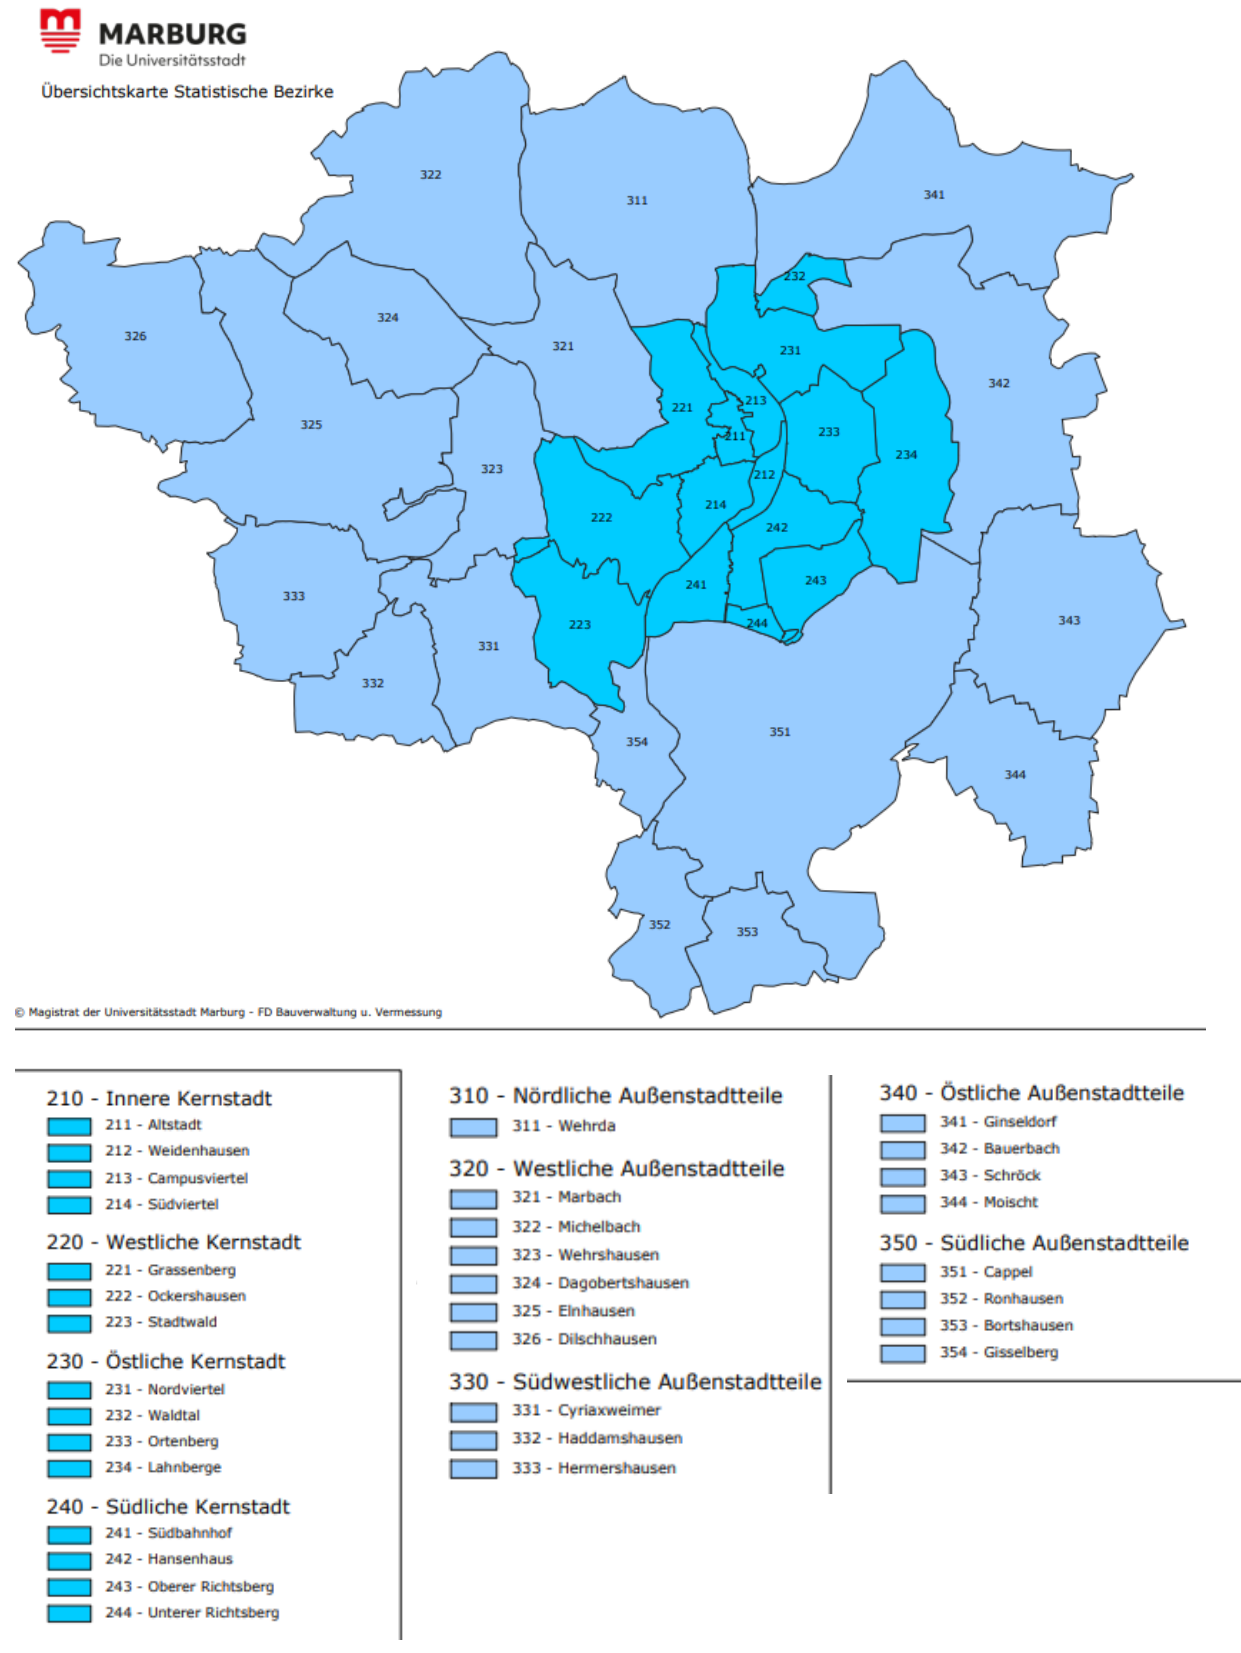 MARBURG
Die Universitätsstadt
Übersichtskarte Statistische Bezirke
322
311
341
232
326
324
321
231
342
221
213
325
211
233
323
234
212
222
214
242
333
241
243
223
244
343
331
332
354
351
344
352
353
© Magistrat der Universitätsstadt Marburg - FD Bauverwaltung u. Vermessung
210 - Innere Kernstadt
211 - Altstadt
212 - Weidenhausen
213 - Campusviertel
214 - Südviertel
220 - Westliche Kernstadt
221 - Grassenberg
222 - Ockershausen
223 - Stadtwald
230 - Östliche Kernstadt
231 - Nordviertel
232 - Waldtal
233 - Ortenberg
234 - Lahnberge
240 - Südliche Kernstadt
241 - Südbahnhof
242 - Hansenhaus
243 - Oberer Richtsberg
244 - Unterer Richtsberg
310 - Nördliche Außenstadtteile
311 - Wehrda
320 - Westliche Außenstadtteile
321 - Marbach
322 - Michelbach
323 - Wehrshausen
324 - Dagobertshausen
325 - Elnhausen
326 - Dilschhausen
330 - Südwestliche Außenstadtteile
331 - Cyriaxweimer
332 - Haddamshausen
333 - Hermershausen
340 - Östliche Außenstadtteile
341 - Ginseldorf
342 - Bauerbach
343 - Schröck
344 - Moischt
350 - Südliche Außenstadtteile
351 - Cappel
352 - Ronhausen
353 - Bortshausen
354 - Gisselberg